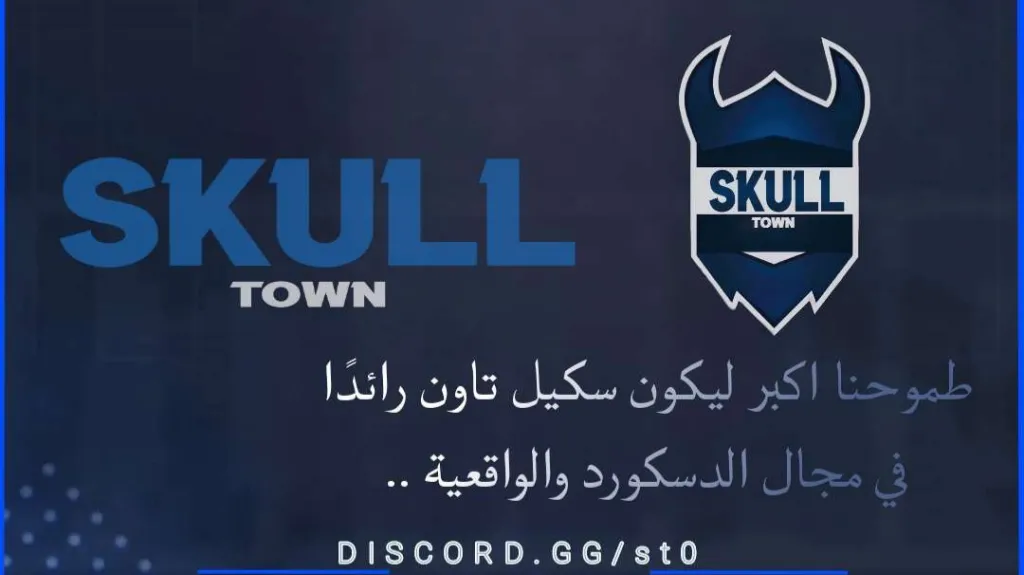 SKULL
TOWN
SKULL
TOWN
طموحنا اكبر ليكون سكيل تاون رائدًا
في مجال الدسكورد والواقعية ..
DISCORD.GG/st0